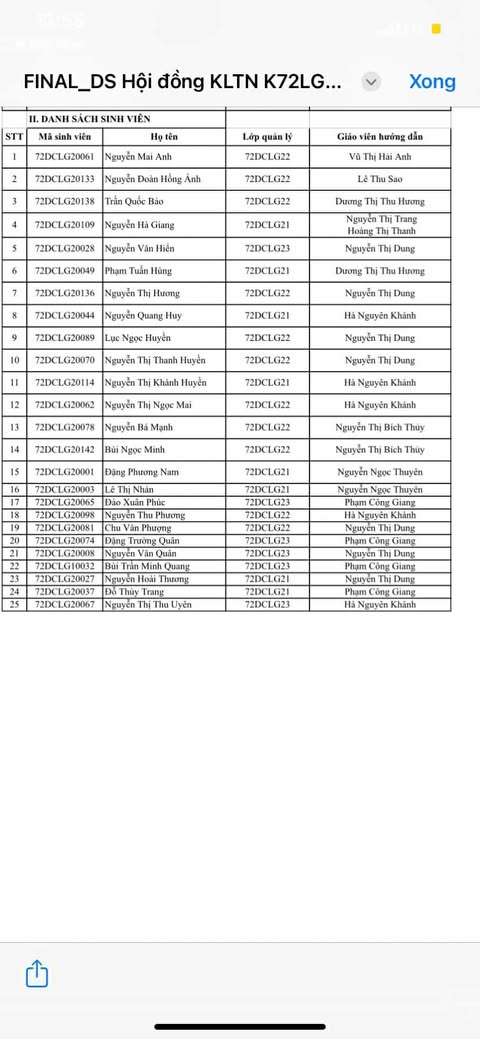 FINAL_DS Hội đồng KLTN K72LG... Xong
II. DANH SÁCH SINH VIÊN
STT Mã sinh viên Họ tên Lớp quản lý Giáo viên hướng dẫn
1 72DCLG20061 Nguyễn Mai Anh 72DCLG22 Vũ Thị Hải Anh
2 72DCLG20133 Nguyễn Đoàn Hồng Ánh 72DCLG22 Lê Thu Sao
3 72DCLG20138 Trần Quốc Bảo 72DCLG22 Dương Thị Thu Hương
4 72DCLG20109 Nguyễn Hà Giang 72DCLG21 Nguyễn Thị Trang
Hoàng Thị Thanh
5 72DCLG20028 Nguyễn Văn Hiến 72DCLG23 Nguyễn Thị Dung
6 72DCLG20049 Phạm Tuấn Hùng 72DCLG21 Dương Thị Thu Hương
7 72DCLG20136 Nguyễn Thị Hương 72DCLG22 Nguyễn Thị Dung
8 72DCLG20044 Nguyễn Quang Huy 72DCLG21 Hà Nguyên Khánh
9 72DCLG20089 Lục Ngọc Huyền 72DCLG22 Nguyễn Thị Dung
10 72DCLG20070 Nguyễn Thị Thanh Huyền 72DCLG22 Nguyễn Thị Dung
11 72DCLG20114 Nguyễn Thị Khánh Huyền 72DCLG21 Hà Nguyên Khánh
12 72DCLG20062 Nguyễn Thị Ngọc Mai 72DCLG22 Hà Nguyên Khánh
13 72DCLG20078 Nguyễn Bá Mạnh 72DCLG22 Nguyễn Thị Bích Thủy
14 72DCLG20142 Bùi Ngọc Minh 72DCLG22 Nguyễn Thị Bích Thủy
15 72DCLG20001 Đặng Phương Nam 72DCLG21 Nguyễn Ngọc Thuyên
16 72DCLG20003 Lê Thị Nhàn 72DCLG21 Nguyễn Ngọc Thuyên
17 72DCLG20065 Đào Xuân Phúc 72DCLG23 Phạm Công Giang
18 72DCLG20098 Nguyễn Thu Phương 72DCLG22 Hà Nguyên Khánh
19 72DCLG20081 Chu Văn Phượng 72DCLG22 Nguyễn Thị Dung
20 72DCLG20074 Đặng Trường Quân 72DCLG23 Phạm Công Giang
21 72DCLG20008 Nguyễn Văn Quân 72DCLG23 Nguyễn Thị Dung
22 72DCLG10032 Bùi Trần Minh Quang 72DCLG23 Phạm Công Giang
23 72DCLG20027 Nguyễn Hoài Thương 72DCLG21 Nguyễn Thị Dung
24 72DCLG20037 Đỗ Thùy Trang 72DCLG21 Phạm Công Giang
25 72DCLG20067 Nguyễn Thị Thu Uyên 72DCLG23 Hà Nguyên Khánh